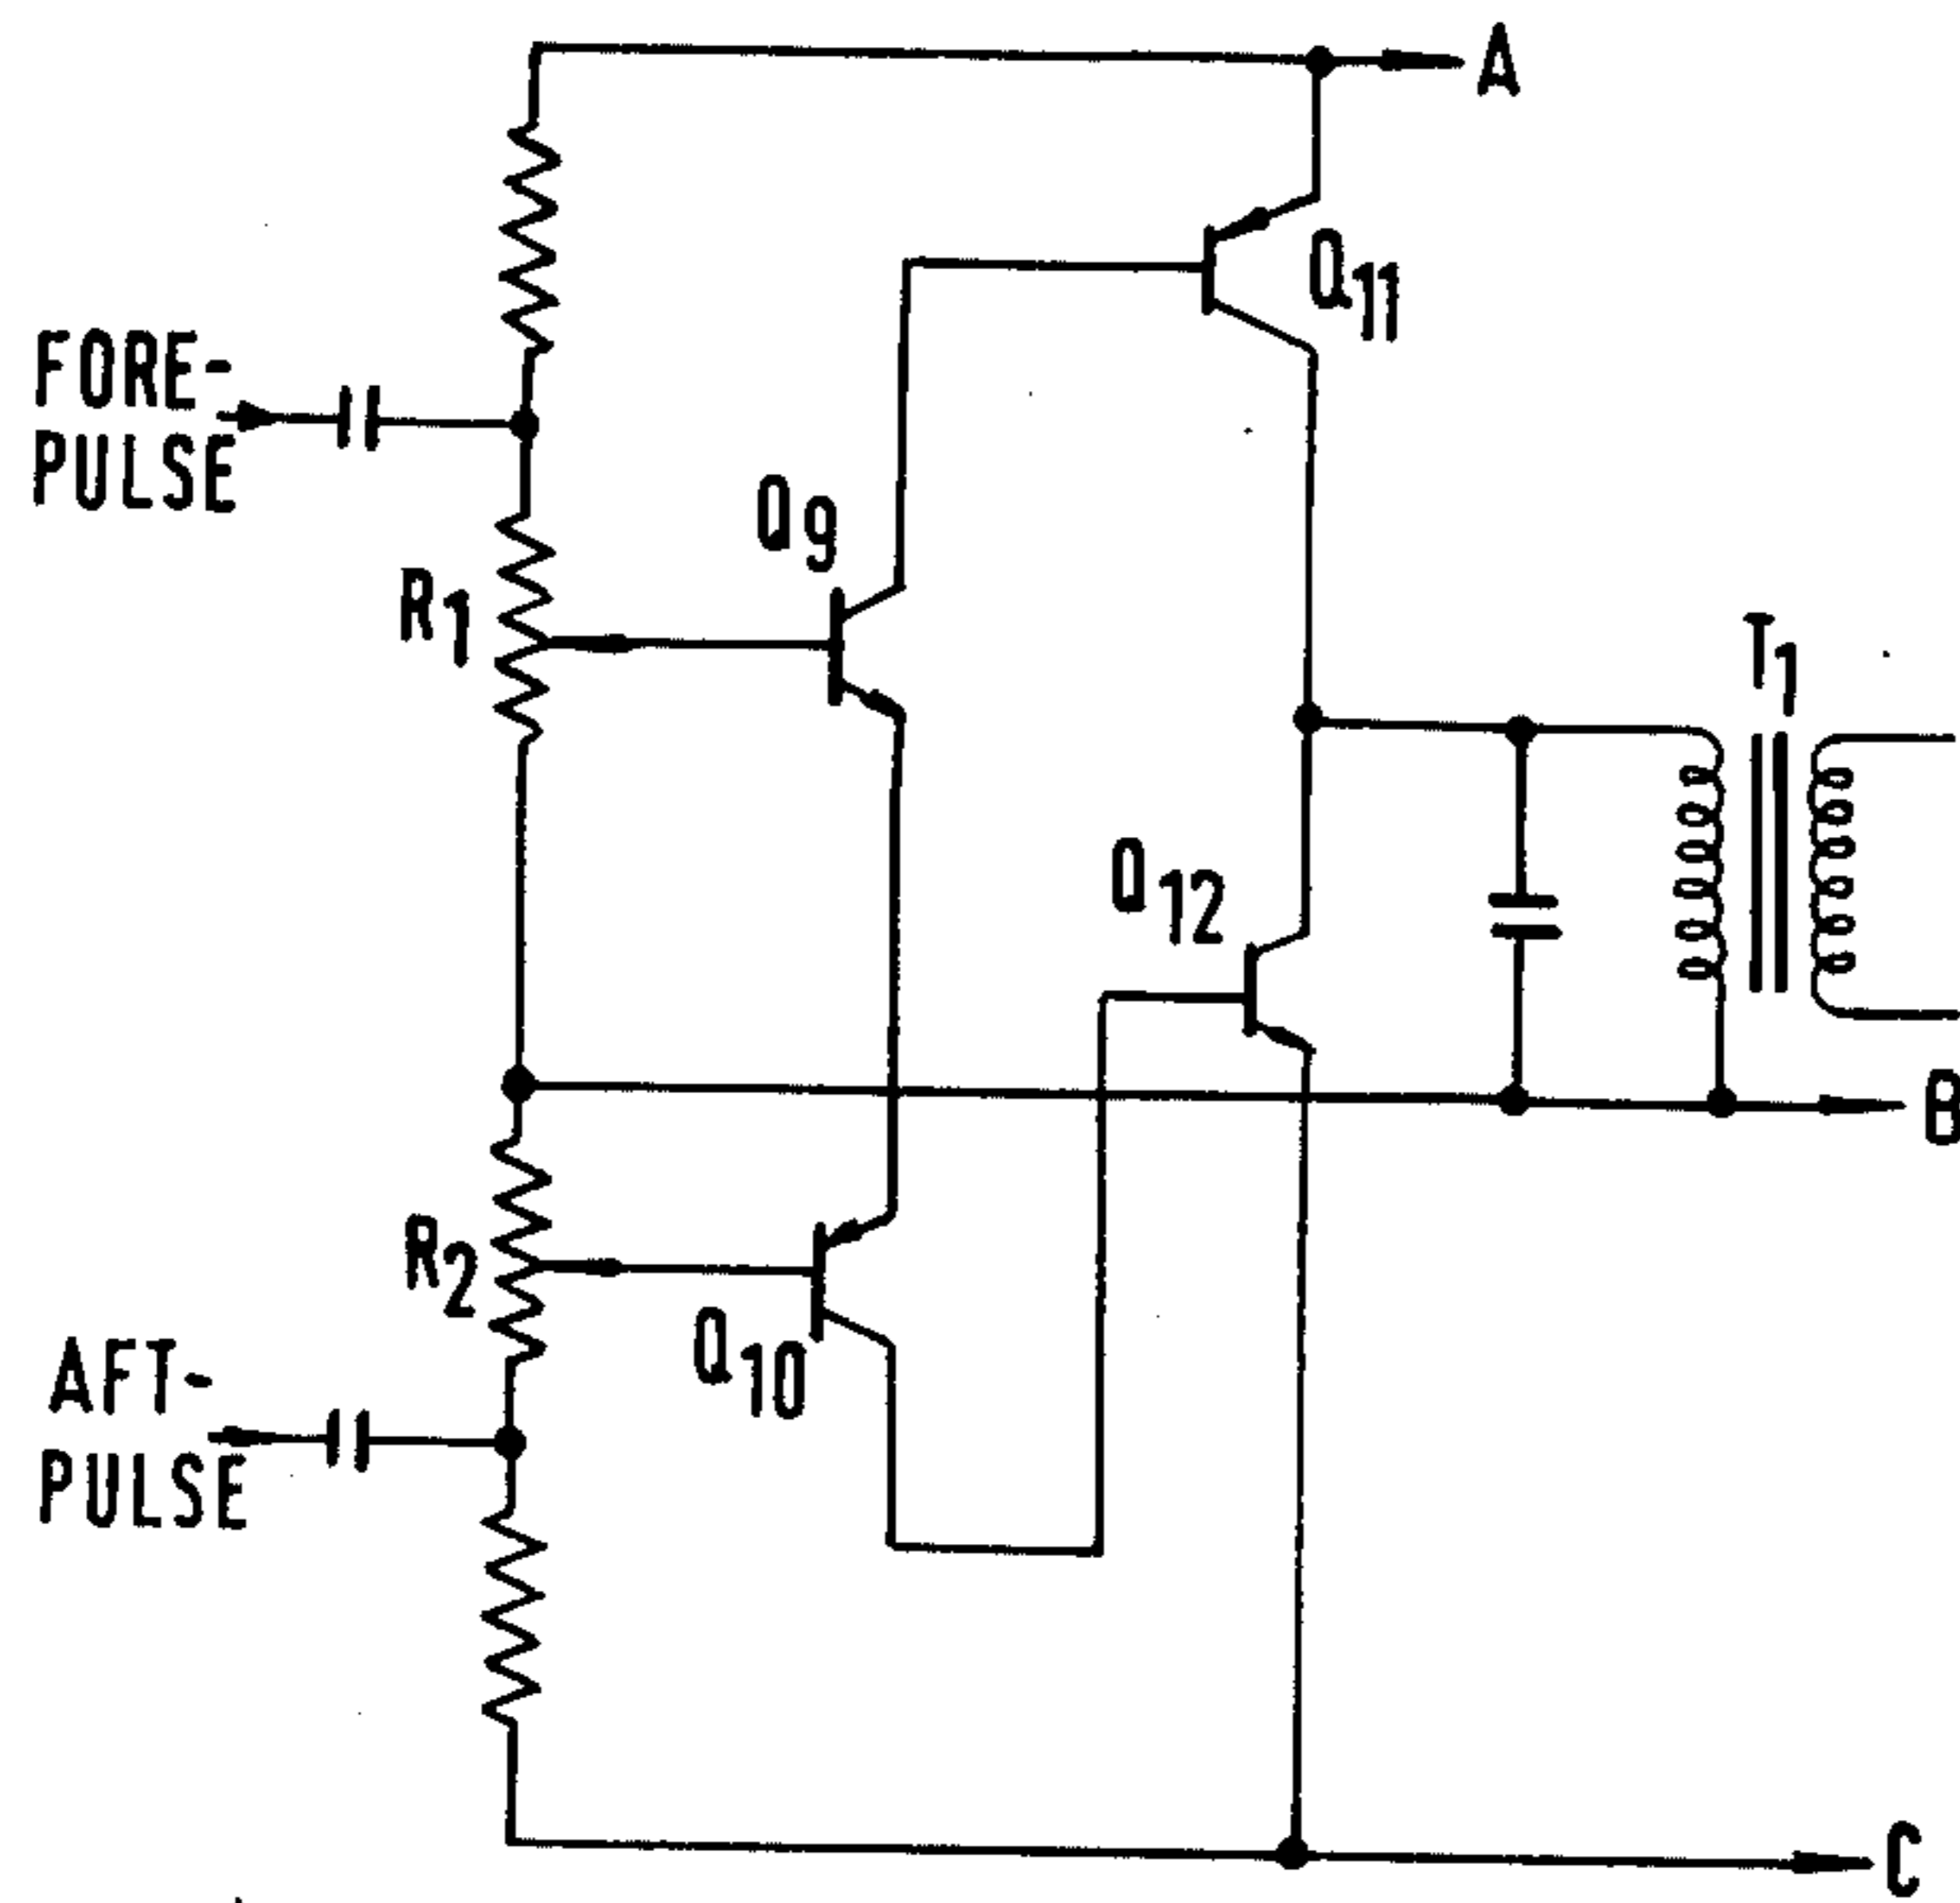 A
Q11
FORE-
PULSE
Q9
R1
T1
Q12
B
R2
Q10
AFT-
PULSE
C